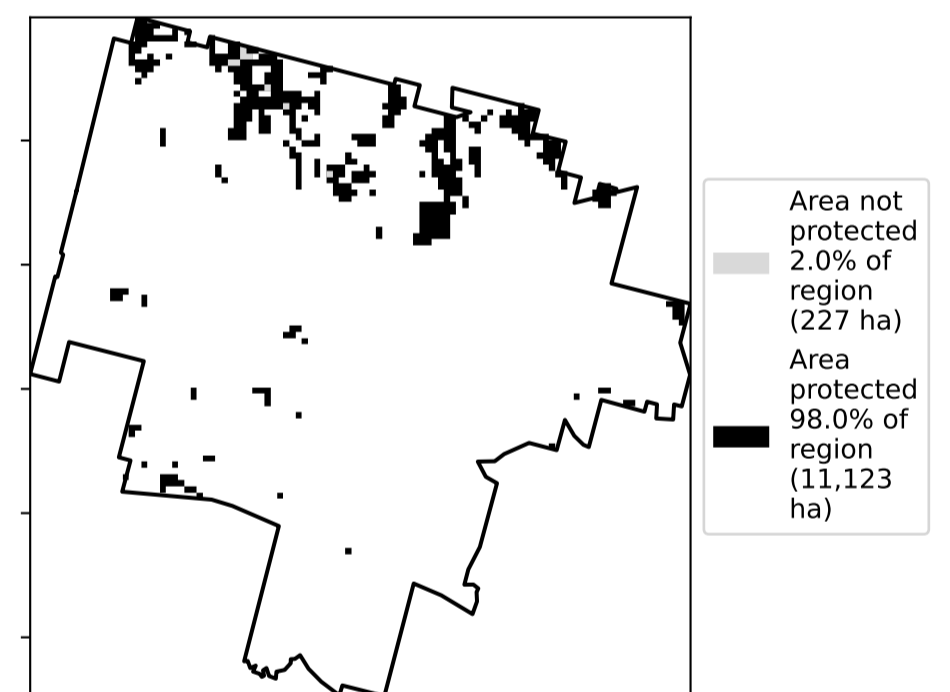 Area not
protected
2.0% of
region
(227 ha)
Area
protected
98.0% of
region
(11,123
ha)